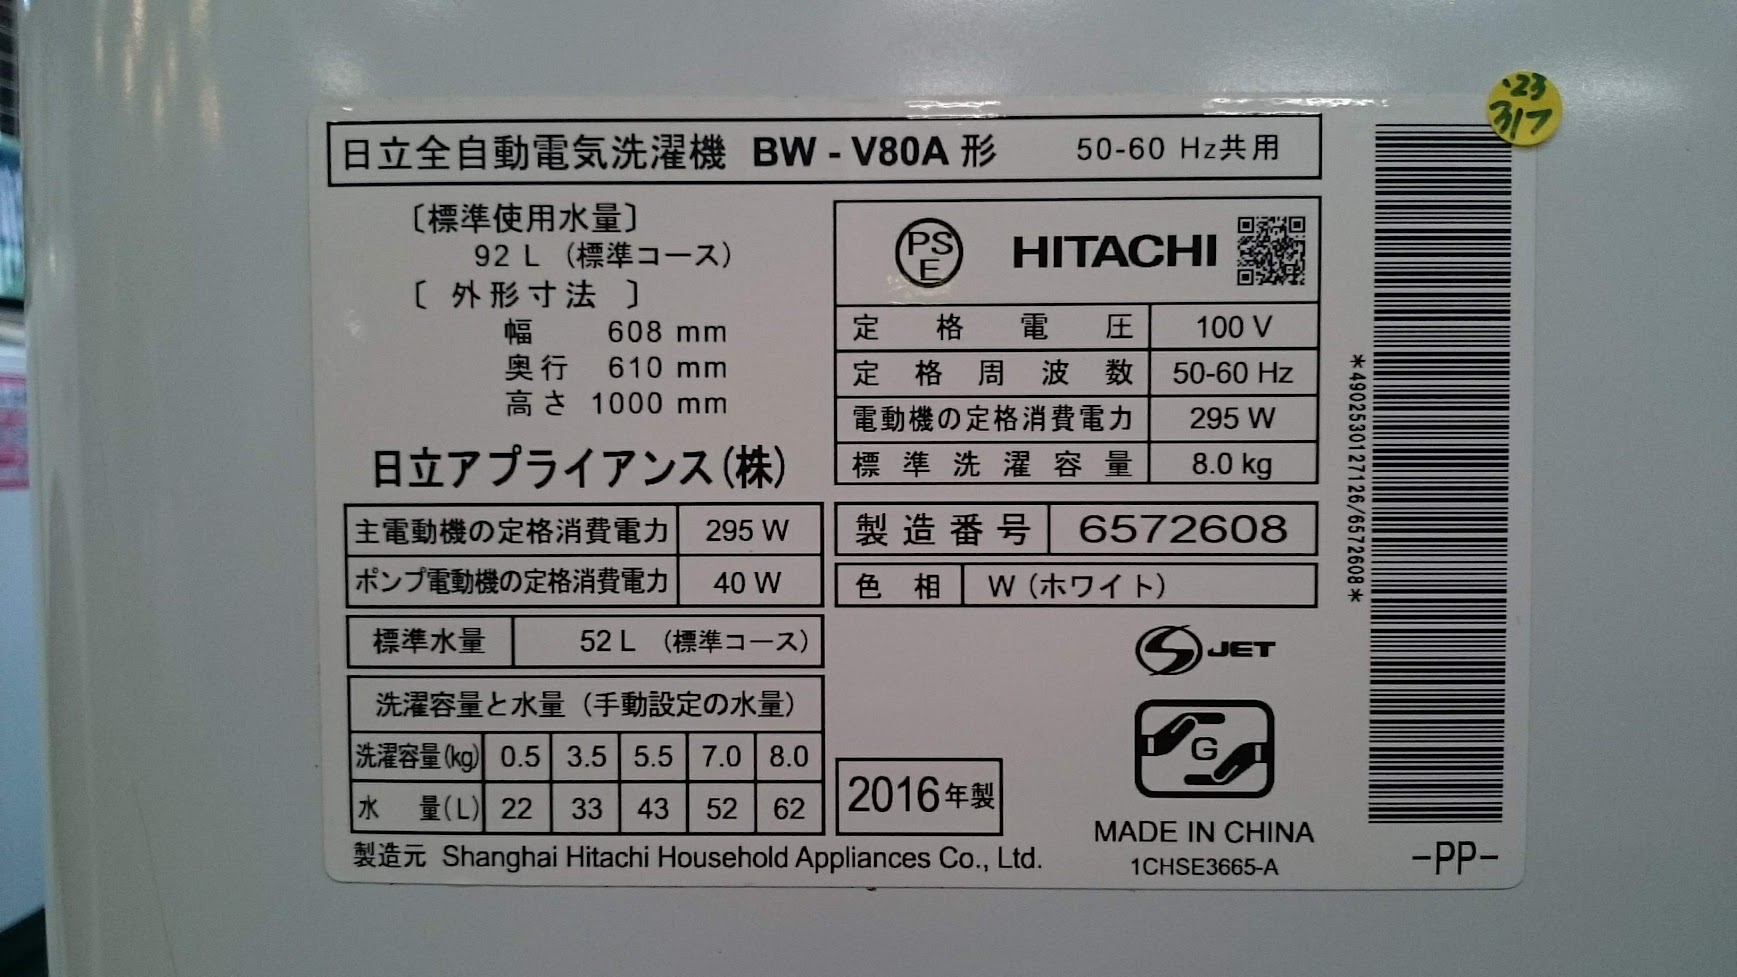 '23
317
日立全自動電気洗濯機 BW - V80A 形 50-60 Hz共用
〔標準使用水量〕
92 L （標準コース）
〔 外形寸法 〕
幅 608 mm
奥行 610 mm
高さ 1000 mm
日立アプライアンス(株)
主電動機の定格消費電力 295 W
ポンプ電動機の定格消費電力 40 W
標準水量 52 L （標準コース）
洗濯容量と水量（手動設定の水量）
洗濯容量(kg) 0.5 3.5 5.5 7.0 8.0
水 量(L) 22 33 43 52 62
製造元 Shanghai Hitachi Household Appliances Co., Ltd.
PS
E
HITACHI
定格電圧 100 V
定格周波数 50-60 Hz
電動機の定格消費電力 295 W
標準洗濯容量 8.0 kg
製造番号 6572608
色相 W（ホワイト）
S JET
G
2016年製
MADE IN CHINA
1CHSE3665-A
*4902530127126/6572608*
-PP-